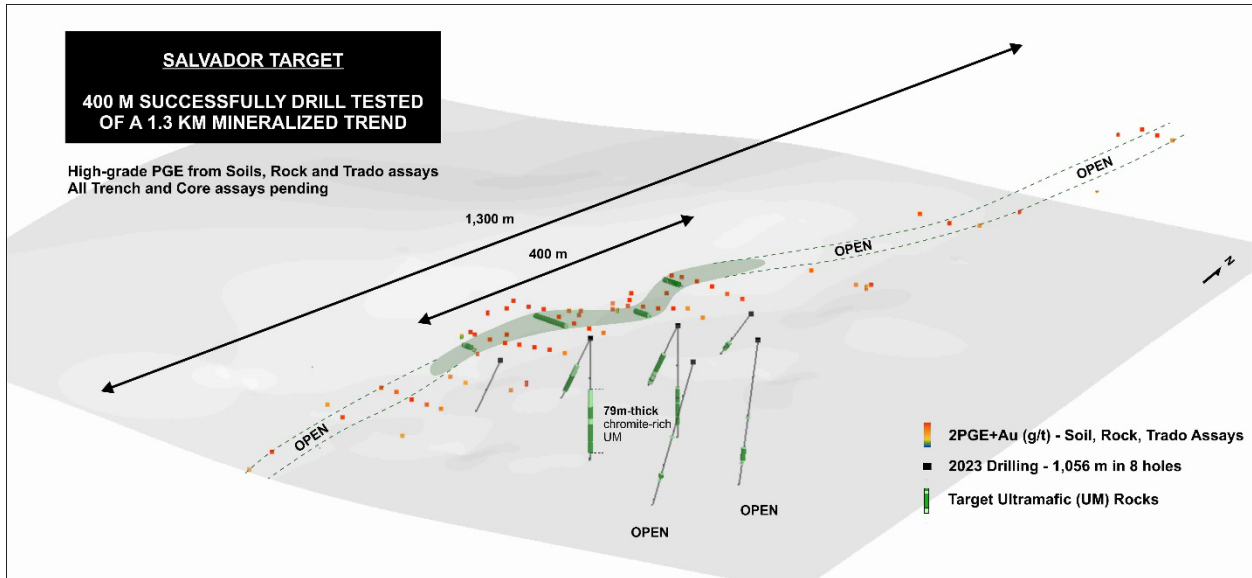 SALVADOR TARGET
400 M SUCCESSFULLY DRILL TESTED
OF A 1.3 KM MINERALIZED TREND
High-grade PGE from Soils, Rock and Trado assays
All Trench and Core assays pending
1,300 m
400 m
OPEN
OPEN
N
OPEN
79m-thick
chromite-rich
UM
OPEN
OPEN
2PGE+Au (g/t) - Soil, Rock, Trado Assays
2023 Drilling - 1,056 m in 8 holes
Target Ultramafic (UM) Rocks